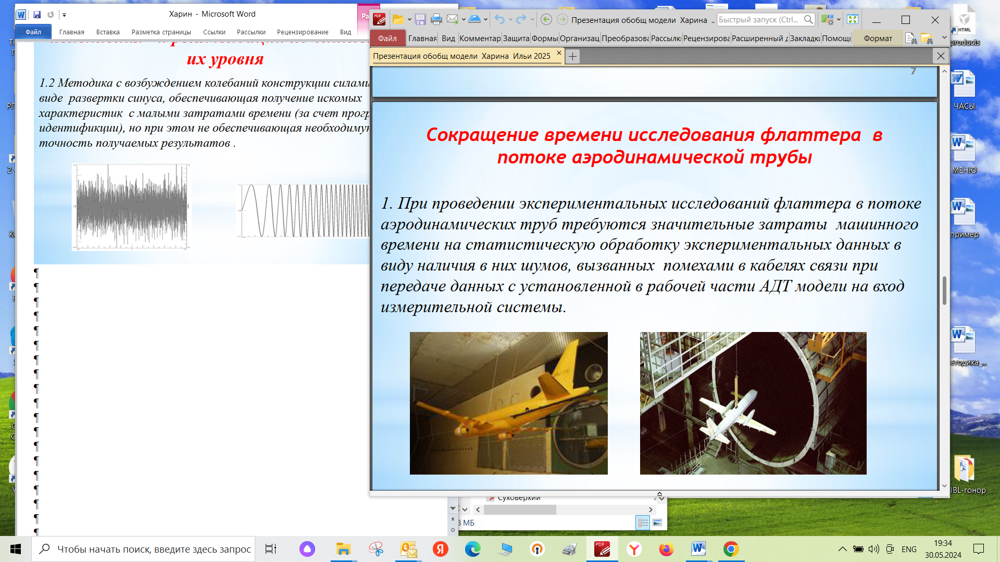 Харин - Microsoft Word
Файл
Главная
Вставка
Разметка страницы
Ссылки
Рассылки
Рецензирование
Вид
Ра
их уровня
1.2 Методика с возбуждением колебаний конструкции силами
виде развертки синуса, обеспечивающая получение искомых
характеристик с малыми затратами времени (за счет прогр
идентификции), но при этом не обеспечивающая необходимую
точность получаемых результатов .
Презентация обобщ модели Харина ..
Быстрый запуск (Ctrl...
Файл
Главная
Вид
Комментар
Защита
Формы
Организац
Преобразова
Рассылк
Рецензирова
Расширенный д
Закладк
Помощь
Формат
Презентация обобщ модели Харина Ильи 2025
7
Сокращение времени исследования флаттера в
потоке аэродинамической трубы
1. При проведении экспериментальных исследований флаттера в потоке
аэродинамических труб требуются значительные затраты машинного
времени на статистическую обработку экспериментальных данных в
виду наличия в них шумов, вызванных помехами в кабелях связи при
передаче данных с установленной в рабочей части АДТ модели на вход
измерительной системы.
Суховерхий
3 МБ
HTML
products
ЧАСЫ
МЕНЮ
пример
етодика_...
JBL-гонор
Чтобы начать поиск, введите здесь запрос
ENG
19:34
30.05.2024